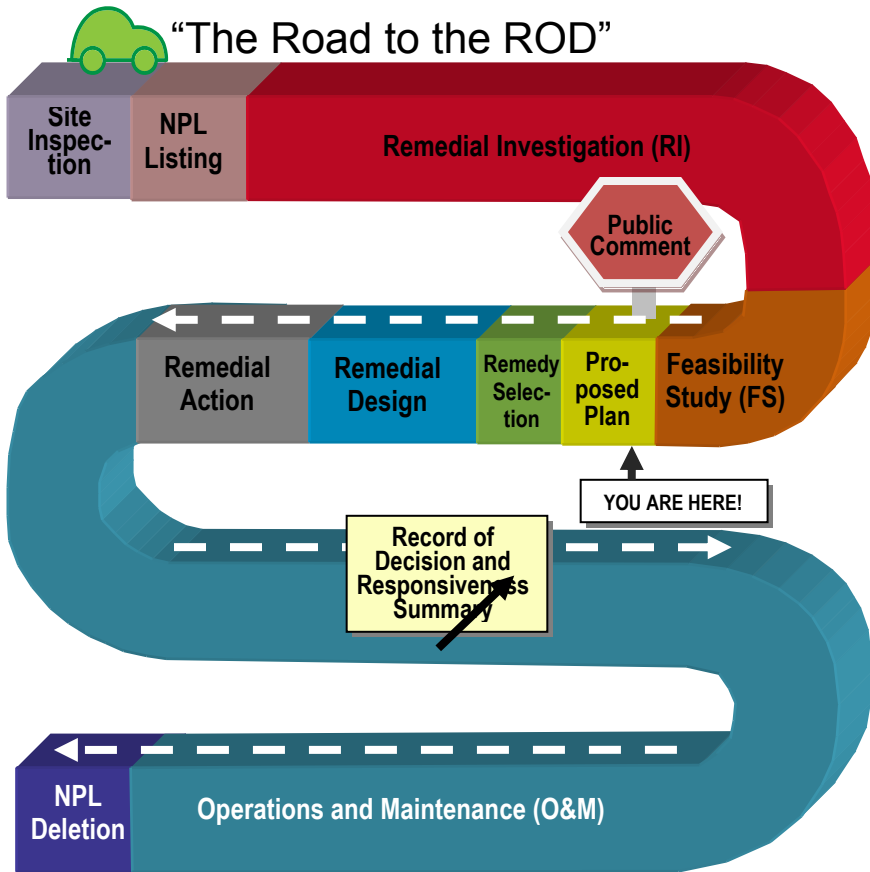 “The Road to the ROD”
Site
Inspec-
tion
NPL
Listing
Remedial Investigation (RI)
Public
Comment
Remedial
Action
Remedial
Design
Remedy
Selec-
tion
Pro-
posed
Plan
Feasibility
Study (FS)
YOU ARE HERE!
Record of
Decision and
Responsiveness
Summary
NPL
Deletion
Operations and Maintenance (O&M)